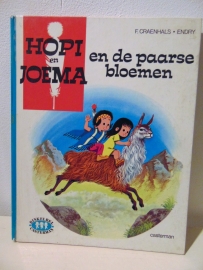 F. CRAENHALS • ENDRY
HOPI
en
JOEMA
en de paarse
bloemen
casterman